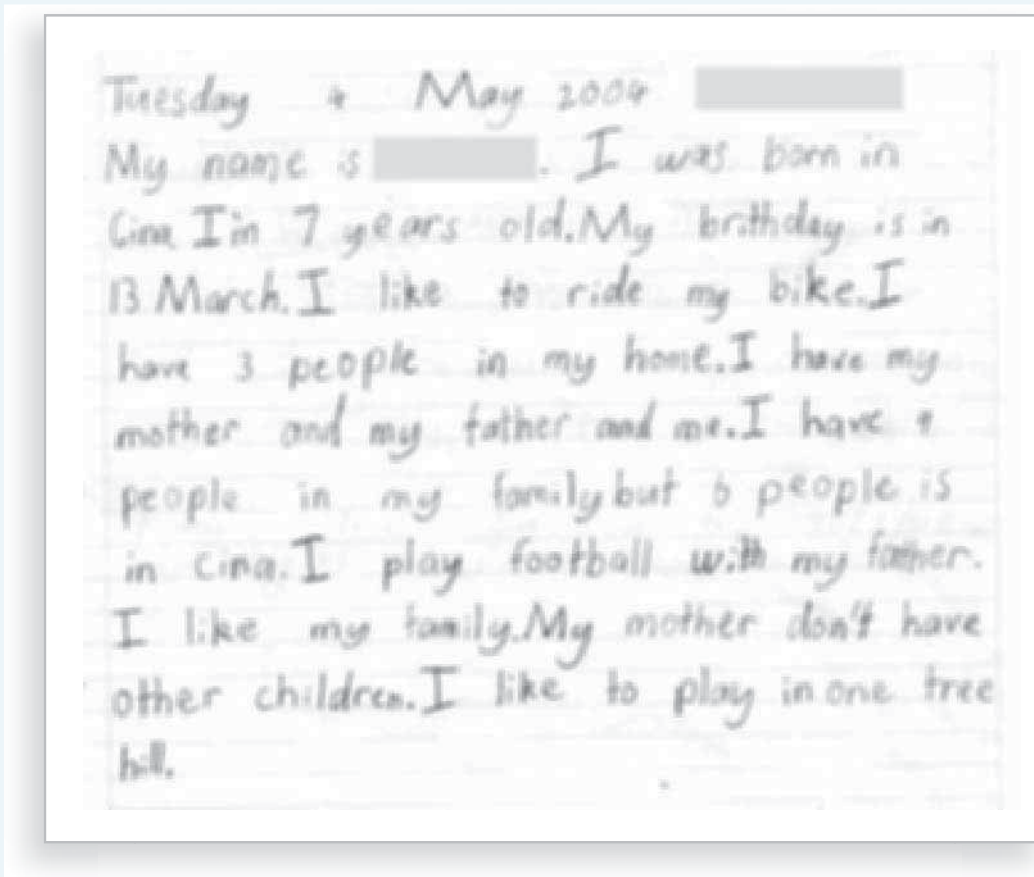 Tuesday 4 May 2004
My name is . I was born in
Cina I'm 7 years old. My brithday is in
13 March. I like to ride my bike. I
have 3 people in my home. I have my
mother and my father and me. I have
people in my family but 6 people is
in Cina. I play football with my father.
I like my family. My mother don't have
other children. I like to play in one tree
hill.